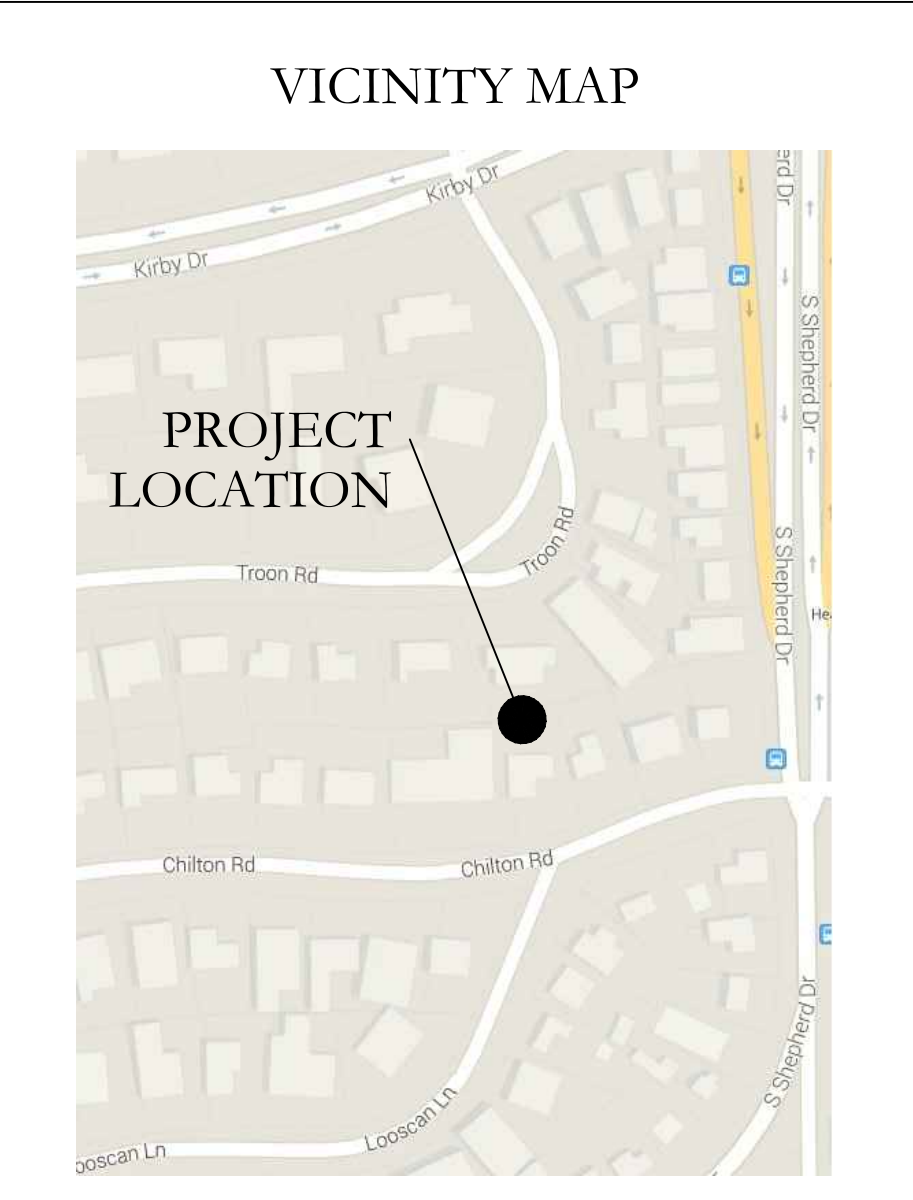 VICINITY MAP
Kirby Dr
Kirby Dr
erd Dr
S Shepherd Dr
PROJECT
LOCATION
Troon Rd
Troon Rd
S Shepherd Dr
He
Chilton Rd
Chilton Rd
S Shepherd Dr
Looscan Ln
ooscan Ln